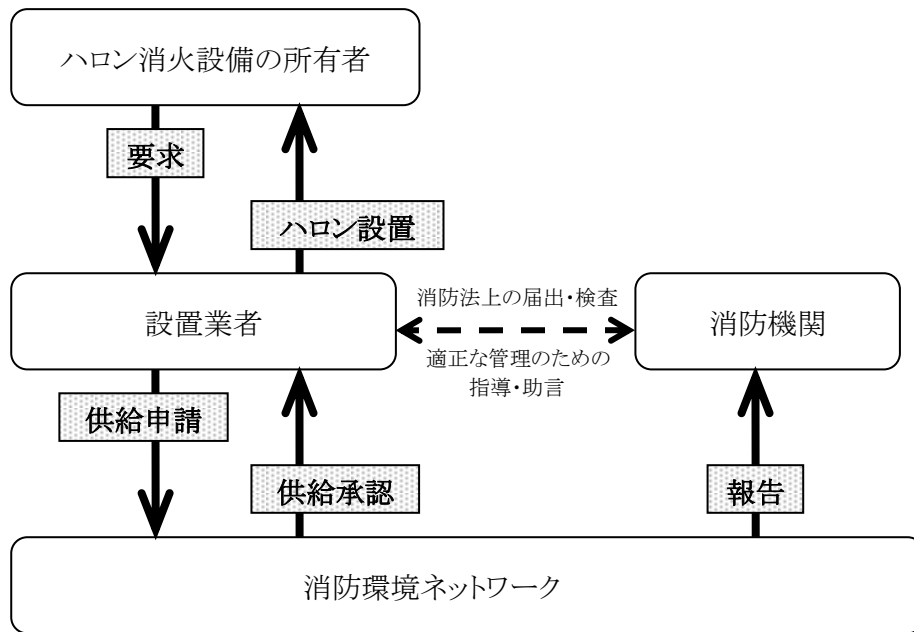 ハロン消火設備の所有者
要求
ハロン設置
設置業者
消防法上の届出・検査
適正な管理のための
指導・助言
消防機関
供給申請
供給承認
報告
消防環境ネットワーク